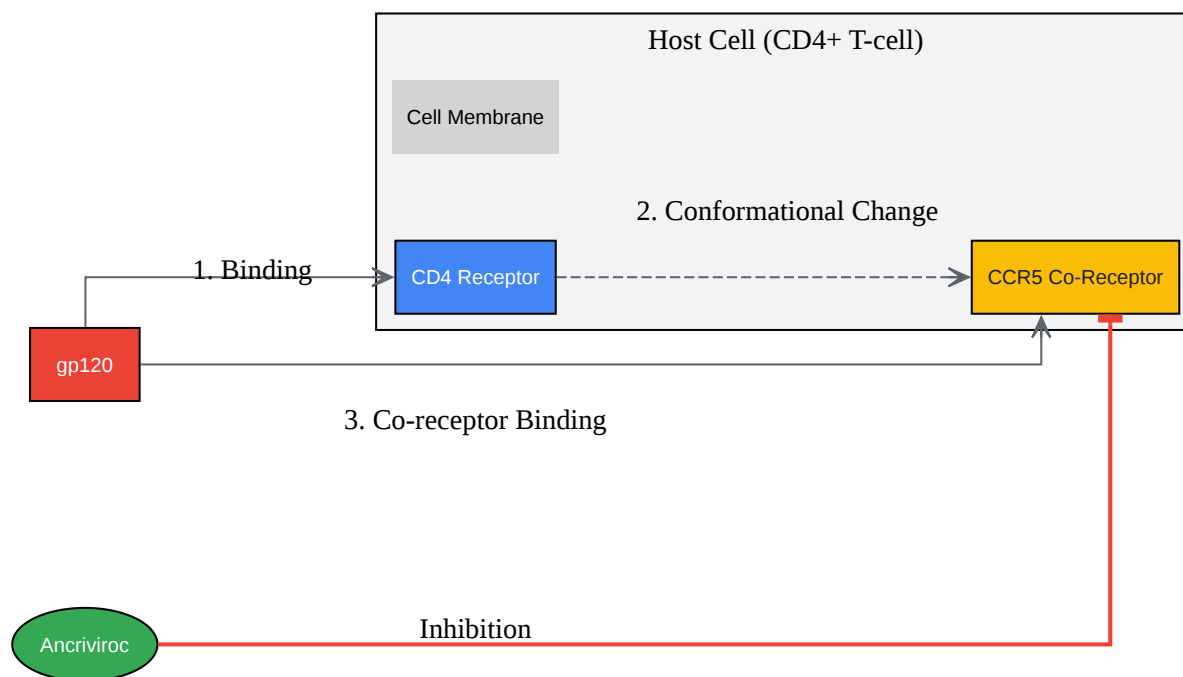 Host Cell (CD4+ T-cell)
Cell Membrane
2. Conformational Change
1. Binding
CD4 Receptor
CCR5 Co-Receptor
gp120
3. Co-receptor Binding
Inhibition
Ancriviroc